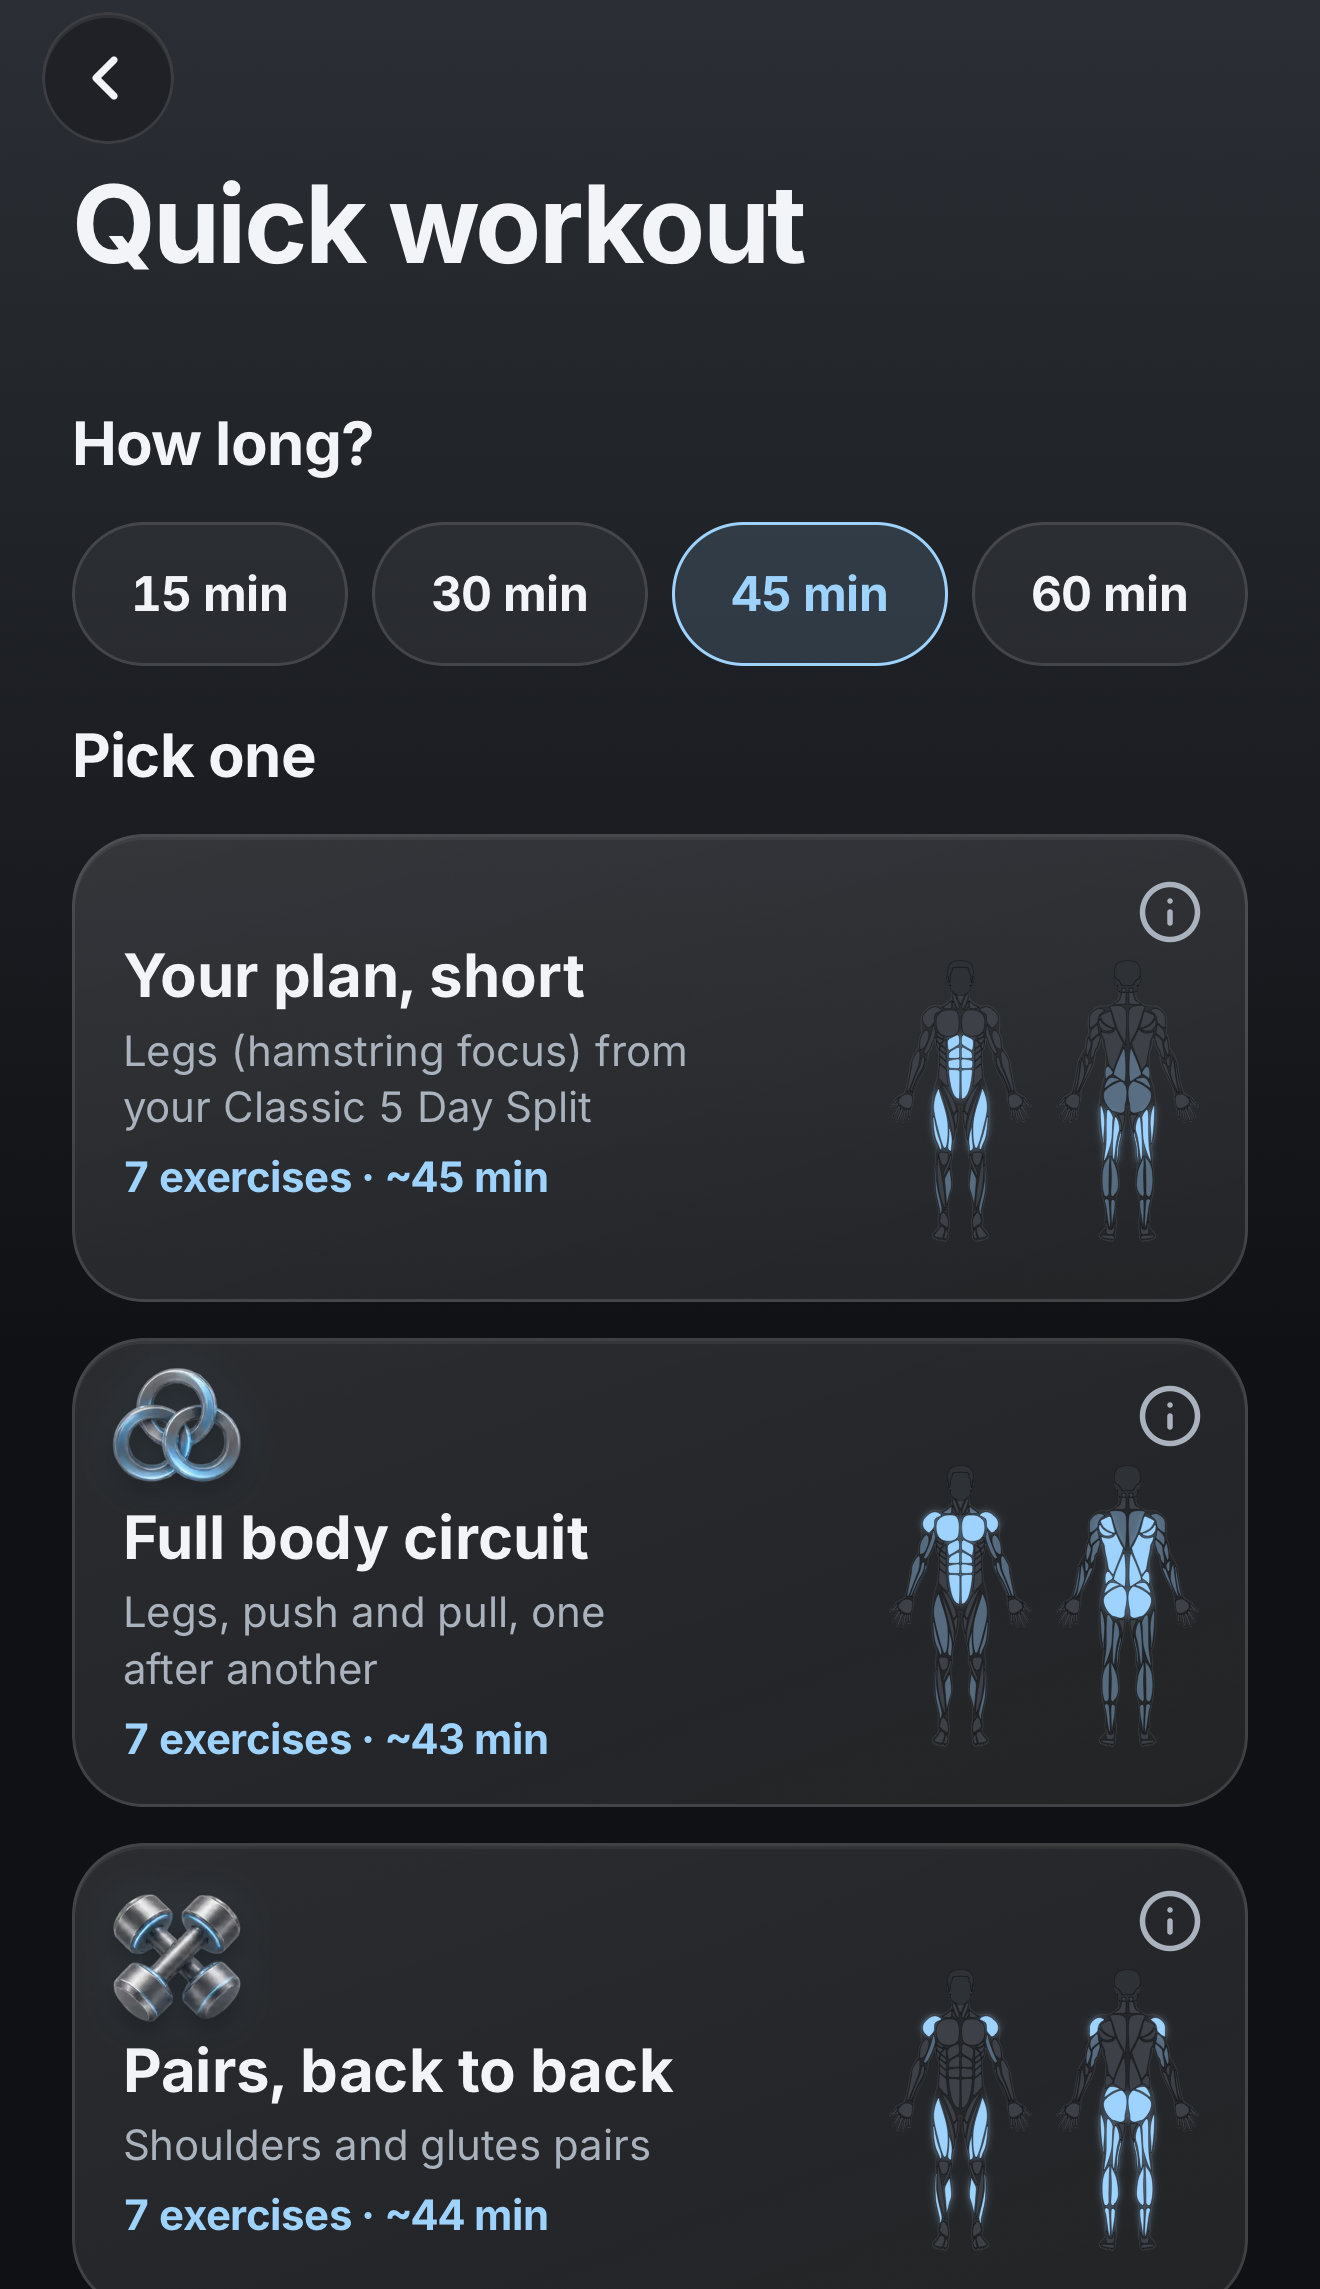 Quick workout
How long?
15 min
30 min
45 min
60 min
Pick one
Your plan, short
Legs (hamstring focus) from
your Classic 5 Day Split
7 exercises · ~45 min
Full body circuit
Legs, push and pull, one
after another
7 exercises · ~43 min
Pairs, back to back
Shoulders and glutes pairs
7 exercises · ~44 min